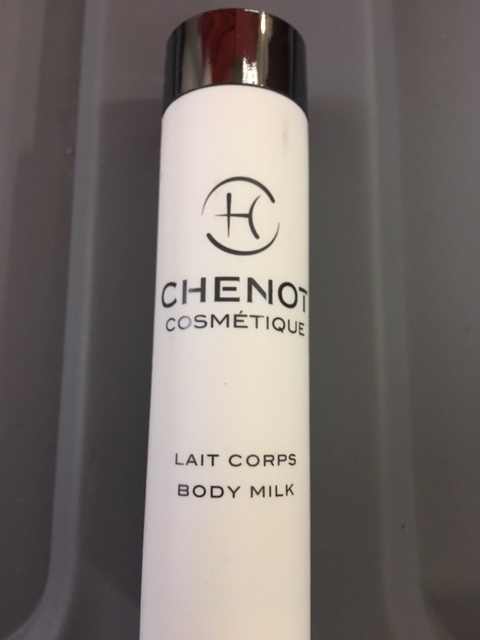 CHENOT
COSMÉTIQUE
LAIT CORPS
BODY MILK